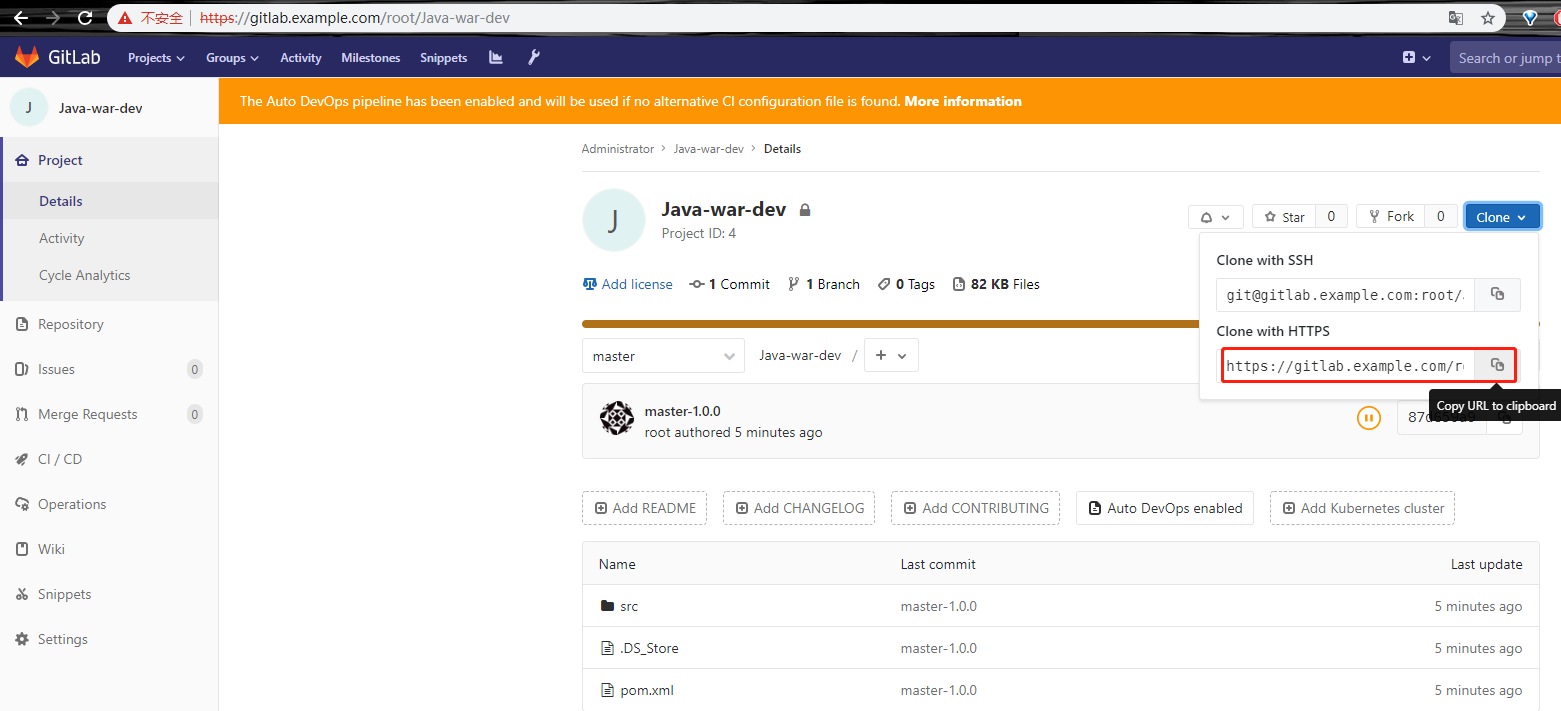 不安全 https://gitlab.example.com/root/Java-war-dev
GitLab Projects Groups Activity Milestones Snippets Search or jump t
J Java-war-dev
The Auto DevOps pipeline has been enabled and will be used if no alternative CI configuration file is found. More information
Project
Details
Activity
Cycle Analytics
Repository
Issues 0
Merge Requests 0
CI / CD
Operations
Wiki
Snippets
Settings
Administrator > Java-war-dev > Details
J
Java-war-dev
Project ID: 4
Star 0 Fork 0 Clone
Add license 1 Commit 1 Branch 0 Tags 82 KB Files
Clone with SSH
git@gitlab.example.com:root/
Clone with HTTPS
https://gitlab.example.com/r
Copy URL to clipboard
master Java-war-dev / +
master-1.0.0
root authored 5 minutes ago
Add README Add CHANGELOG Add CONTRIBUTING Auto DevOps enabled Add Kubernetes cluster
Name Last commit Last update
src master-1.0.0 5 minutes ago
.DS_Store master-1.0.0 5 minutes ago
pom.xml master-1.0.0 5 minutes ago